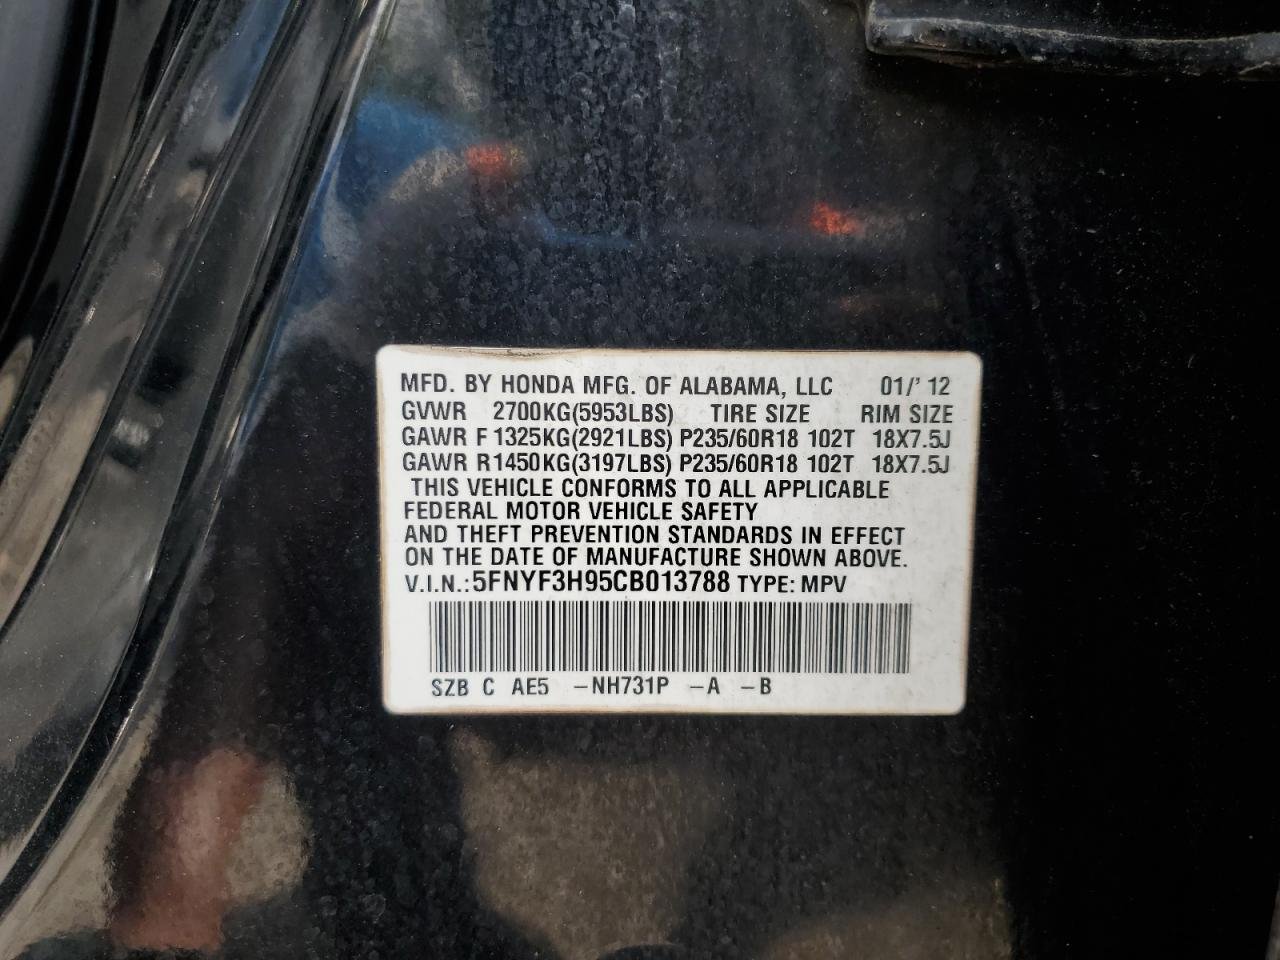 MFD. BY HONDA MFG. OF ALABAMA, LLC 01/'12
GVWR 2700KG(5953LBS) TIRE SIZE RIM SIZE
GAWR F 1325KG(2921LBS) P235/60R18 102T 18X7.5J
GAWR R1450KG(3197LBS) P235/60R18 102T 18X7.5J
THIS VEHICLE CONFORMS TO ALL APPLICABLE
FEDERAL MOTOR VEHICLE SAFETY
AND THEFT PREVENTION STANDARDS IN EFFECT
ON THE DATE OF MANUFACTURE SHOWN ABOVE.
V.I.N.:5FNYF3H95CB013788 TYPE: MPV
SZB C AE5 -NH731P -A -B